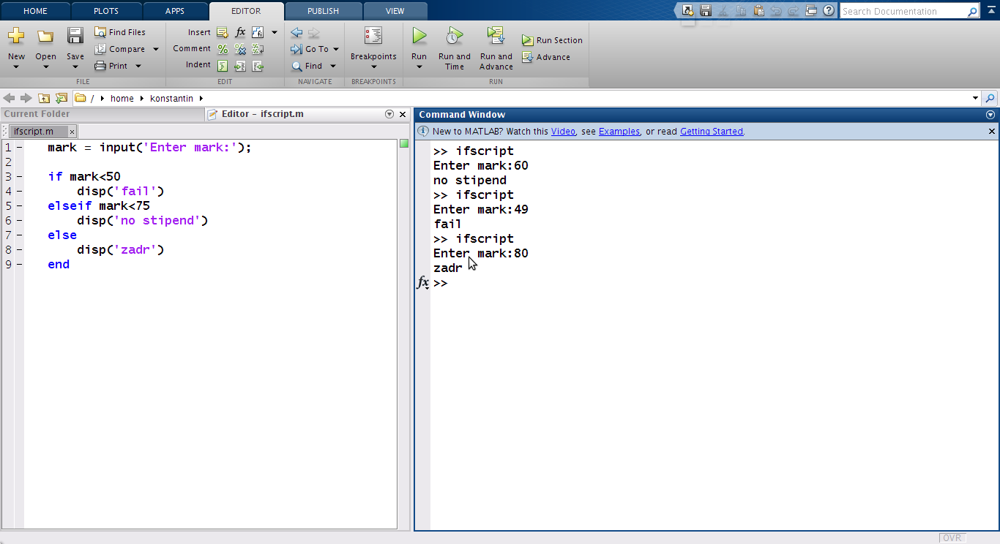 HOME PLOTS APPS EDITOR PUBLISH VIEW
Search Documentation
New Open Save Find Files Compare Print
Insert fx
Comment
Indent
Go To
Find
Breakpoints
Run Run and Time Run and Advance Run Section Advance
FILE EDIT NAVIGATE BREAKPOINTS RUN
/ home konstantin
Current Folder
Editor - ifscript.m
ifscript.m ×
1 - mark = input('Enter mark:');
2
3 - if mark<50
4 - disp('fail')
5 - elseif mark<75
6 - disp('no stipend')
7 - else
8 - disp('zadr')
9 - end
Command Window
New to MATLAB? Watch this Video, see Examples, or read Getting Started.
>> ifscript
Enter mark:60
no stipend
>> ifscript
Enter mark:49
fail
>> ifscript
Enter mark:80
zadr
fx >>
OVR